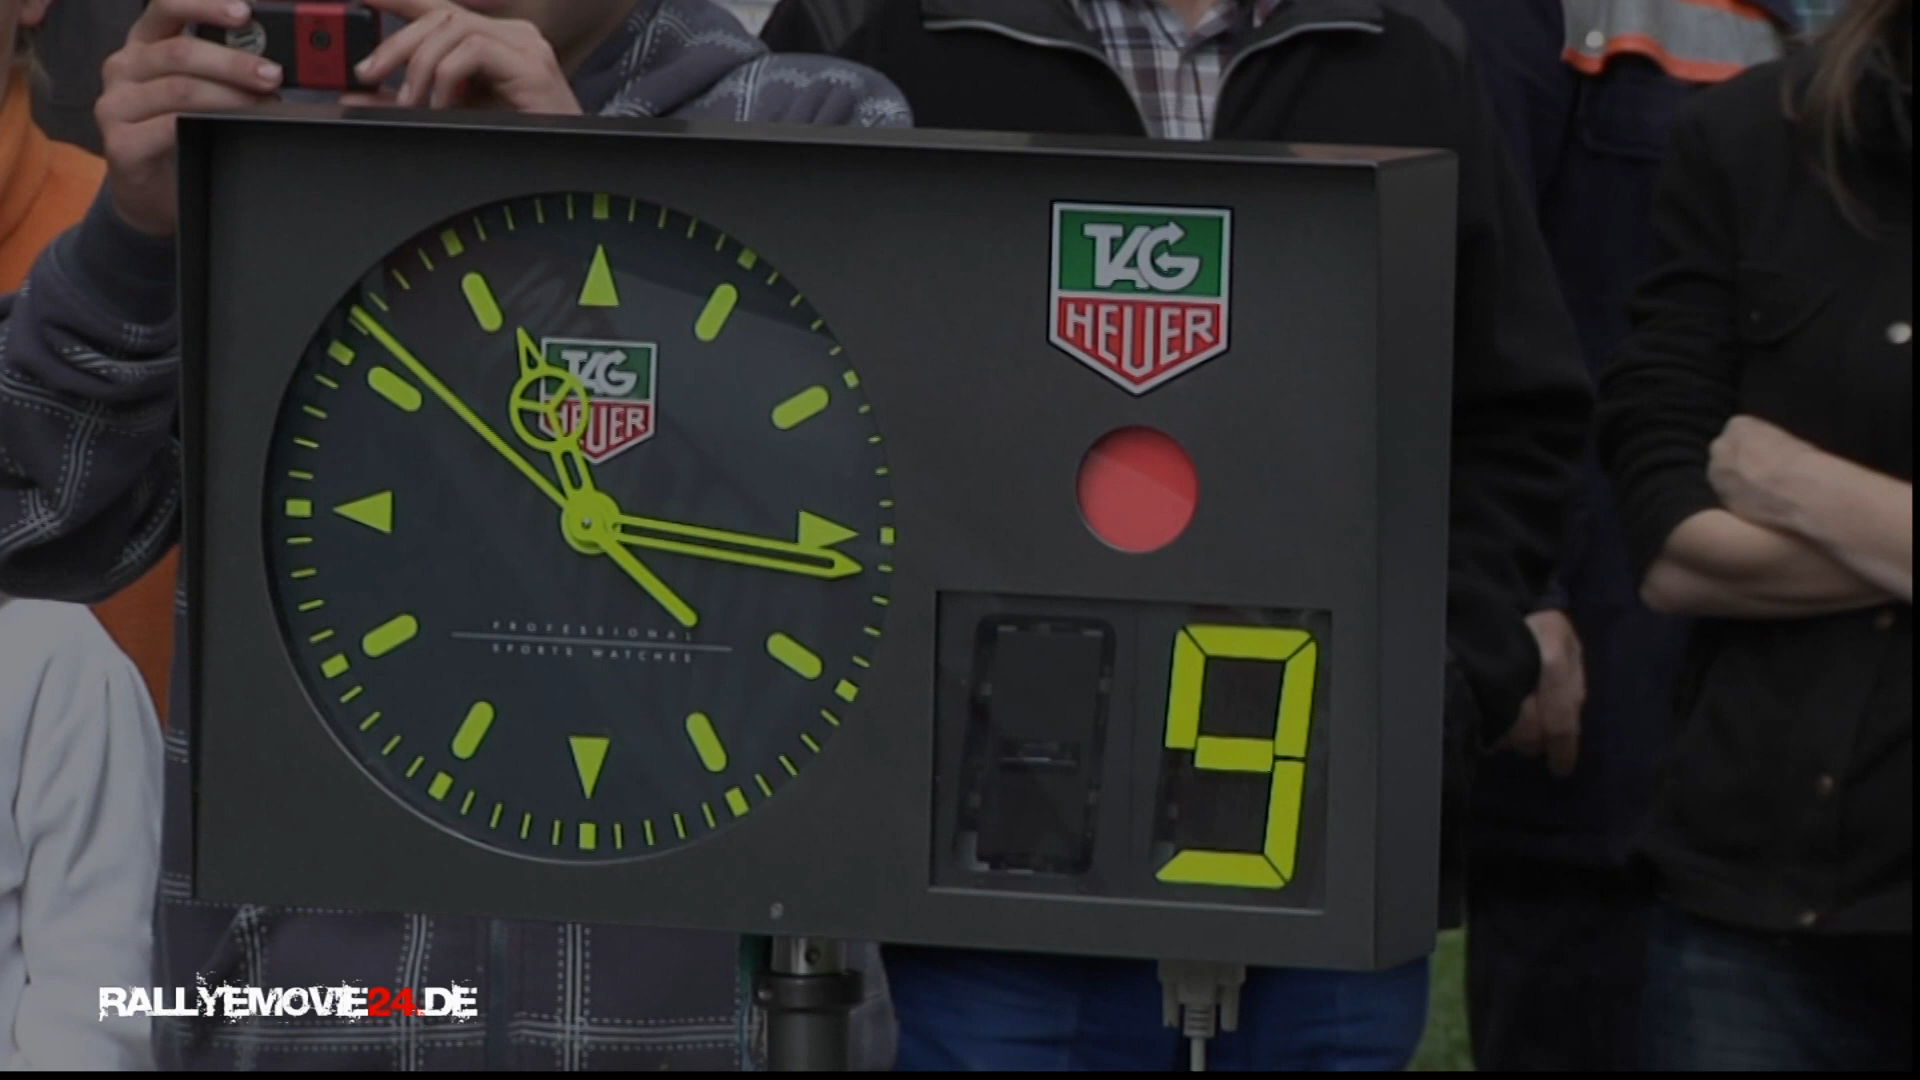 TAG
HEUER
TAG
HEUER
PROFESSIONAL
SPORTS WATCHES
9
RALLYEMOVIE24.DE